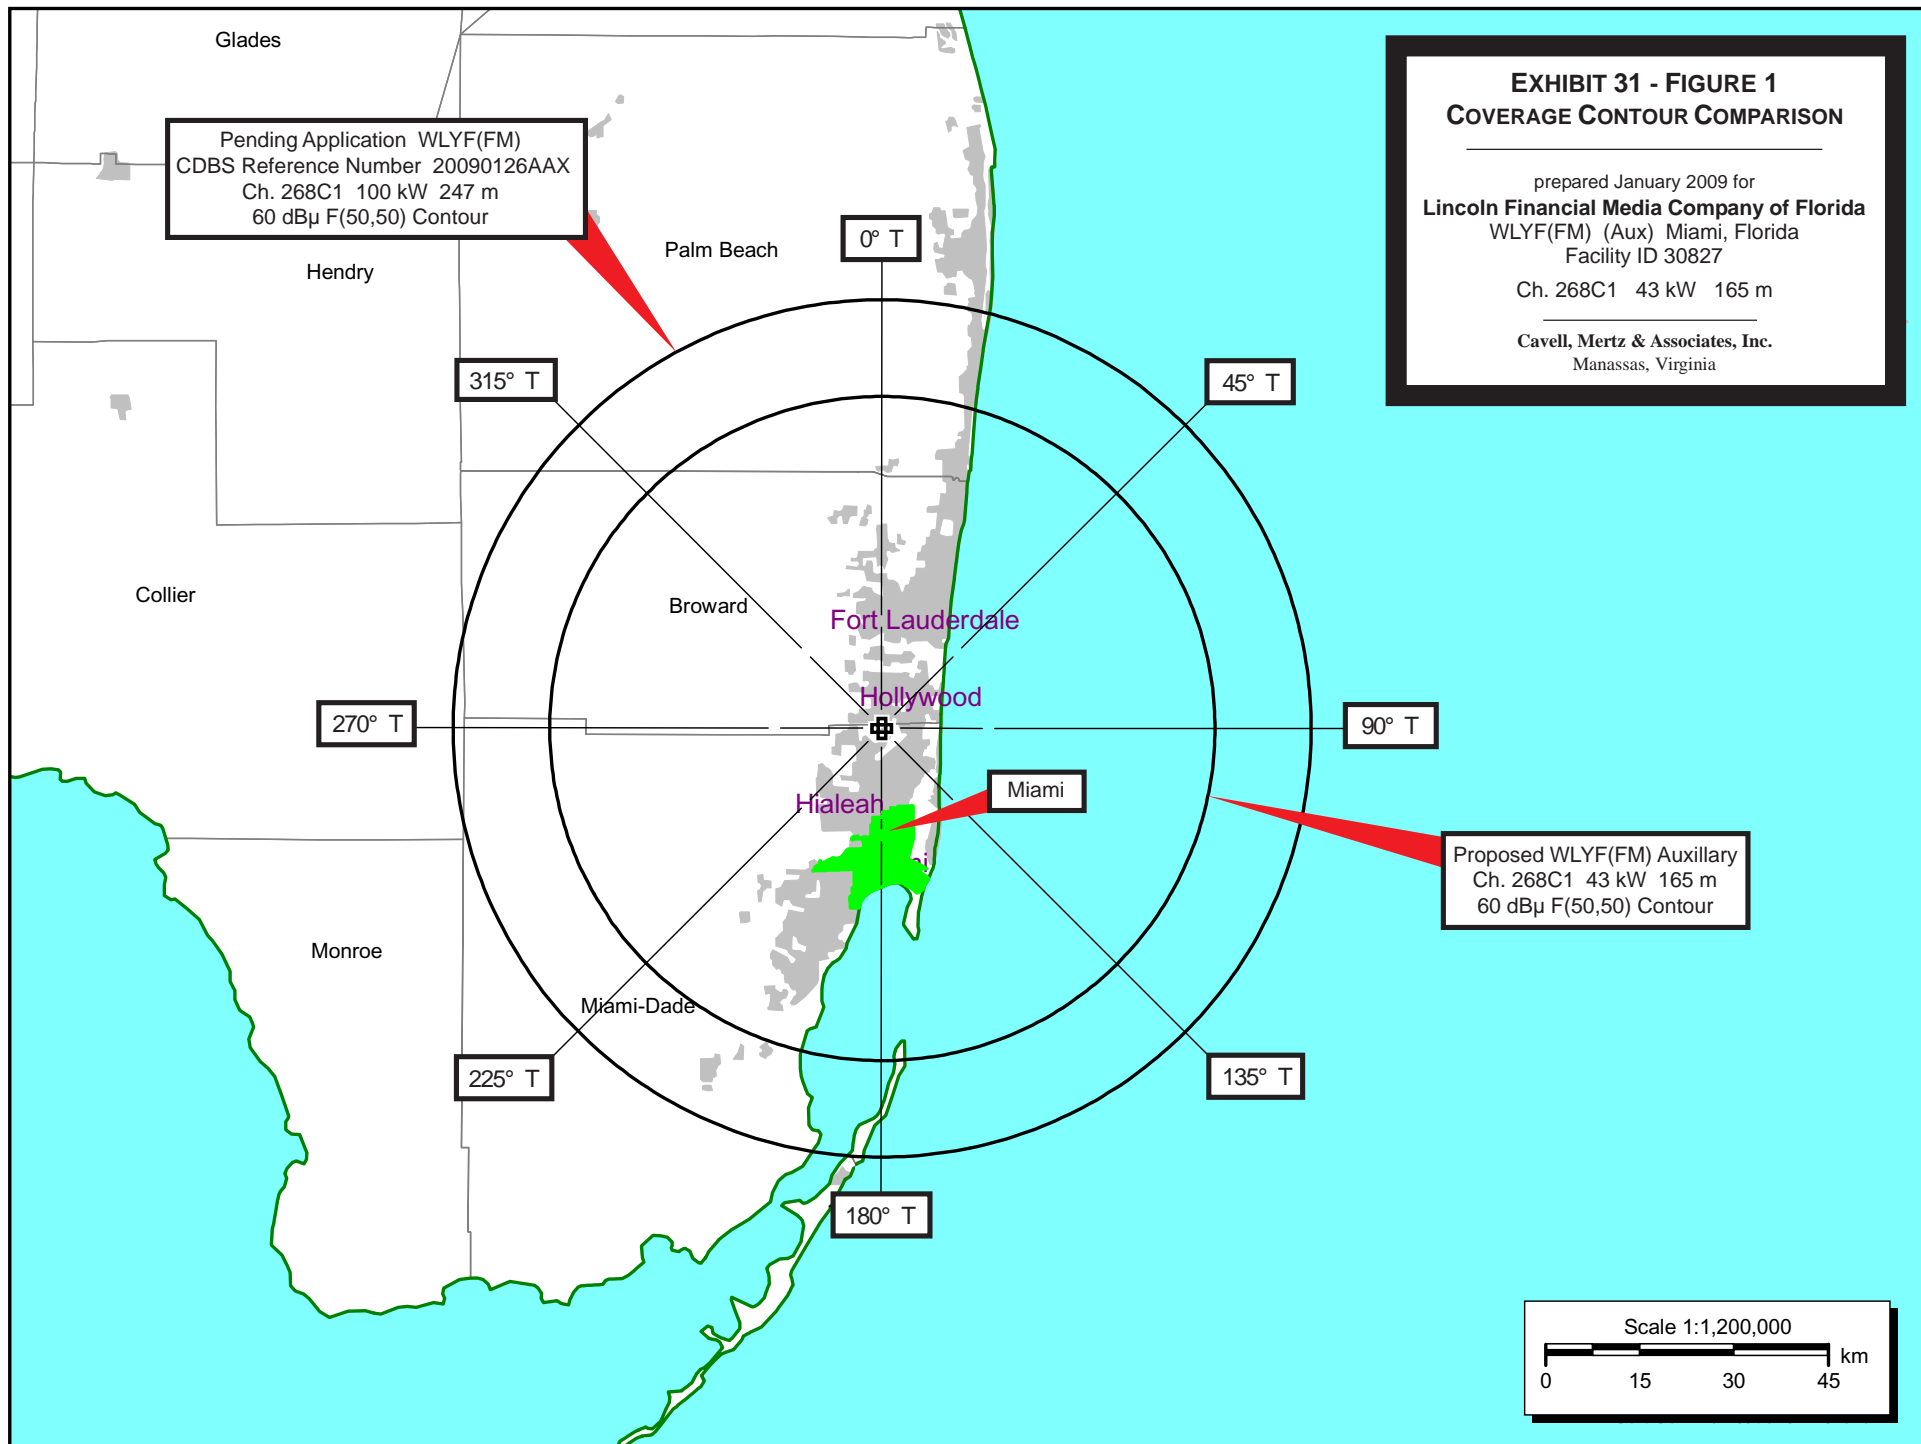 Glades
EXHIBIT 31 - FIGURE 1
COVERAGE CONTOUR COMPARISON
prepared January 2009 for
Lincoln Financial Media Company of Florida
WLYF(FM) (Aux) Miami, Florida
Facility ID 30827
Ch. 268C1 43 kW 165 m
Cavell, Mertz & Associates, Inc.
Manassas, Virginia
Pending Application WLYF(FM)
CDBS Reference Number 20090126AAX
Ch. 268C1 100 kW 247 m
60 dBµ F(50,50) Contour
Palm Beach
0° T
Hendry
315° T
45° T
Collier
Broward
Fort Lauderdale
Hollywood
270° T
90° T
Hialeah
Miami
Proposed WLYF(FM) Auxillary
Ch. 268C1 43 kW 165 m
60 dBµ F(50,50) Contour
Monroe
Miami-Dade
225° T
135° T
180° T
Scale 1:1,200,000
km
0 15 30 45